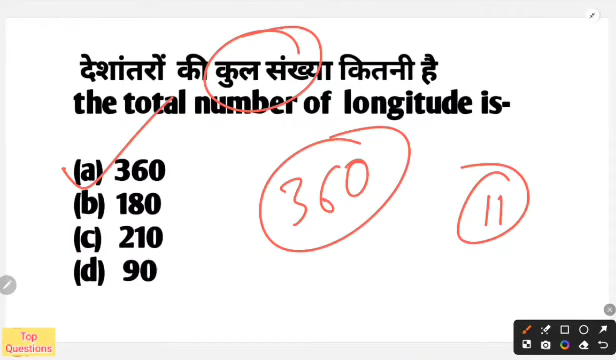 देशांतरों की कुल संख्या कितनी है
the total number of longitude is-
(a) 360
(b) 180
(c) 210
(d) 90
360
11
Top
Questions